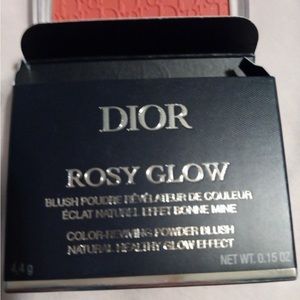 DIOR
ROSY GLOW
BLUSH POUDRE RÉVÉLATEUR DE COULEUR
ÉCLAT NATUREL EFFET BONNE MINE
COLOR-REVIVING POWDER BLUSH
NATURAL HEALTHY GLOW EFFECT
4,4g NET WT. 0.15 OZ